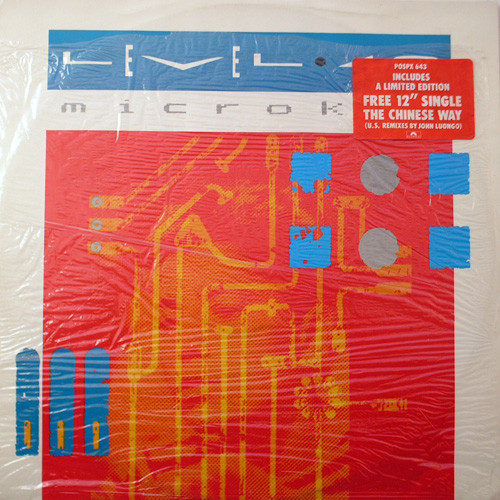 LEVEL
microk
POSPX 643
INCLUDES
A LIMITED EDITION
FREE 12" SINGLE
THE CHINESE WAY
(U.S. REMIXES BY JOHN LUONGO)